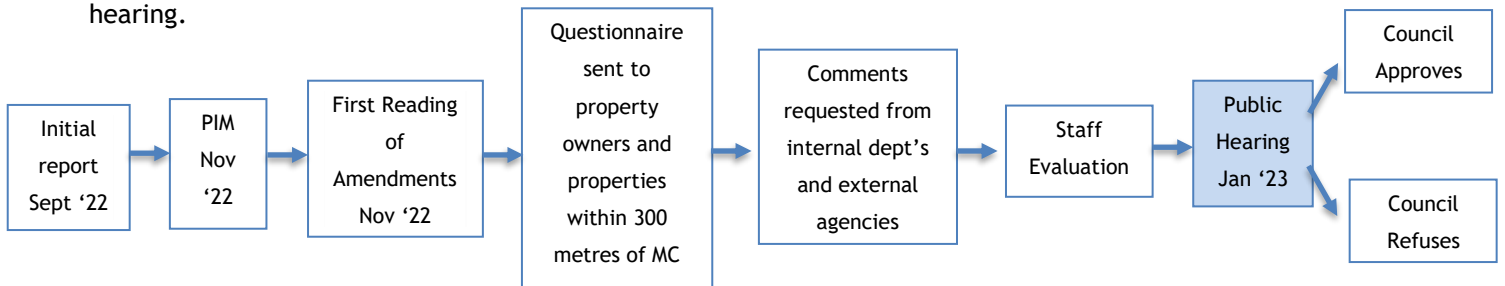 hearing.
Initial
report
Sept ‘22
PIM
Nov
‘22
First Reading
of
Amendments
Nov ‘22
Questionnaire
sent to
property
owners and
properties
within 300
metres of MC
Comments
requested from
internal dept’s
and external
agencies
Staff
Evaluation
Public
Hearing
Jan ‘23
Council
Approves
Council
Refuses